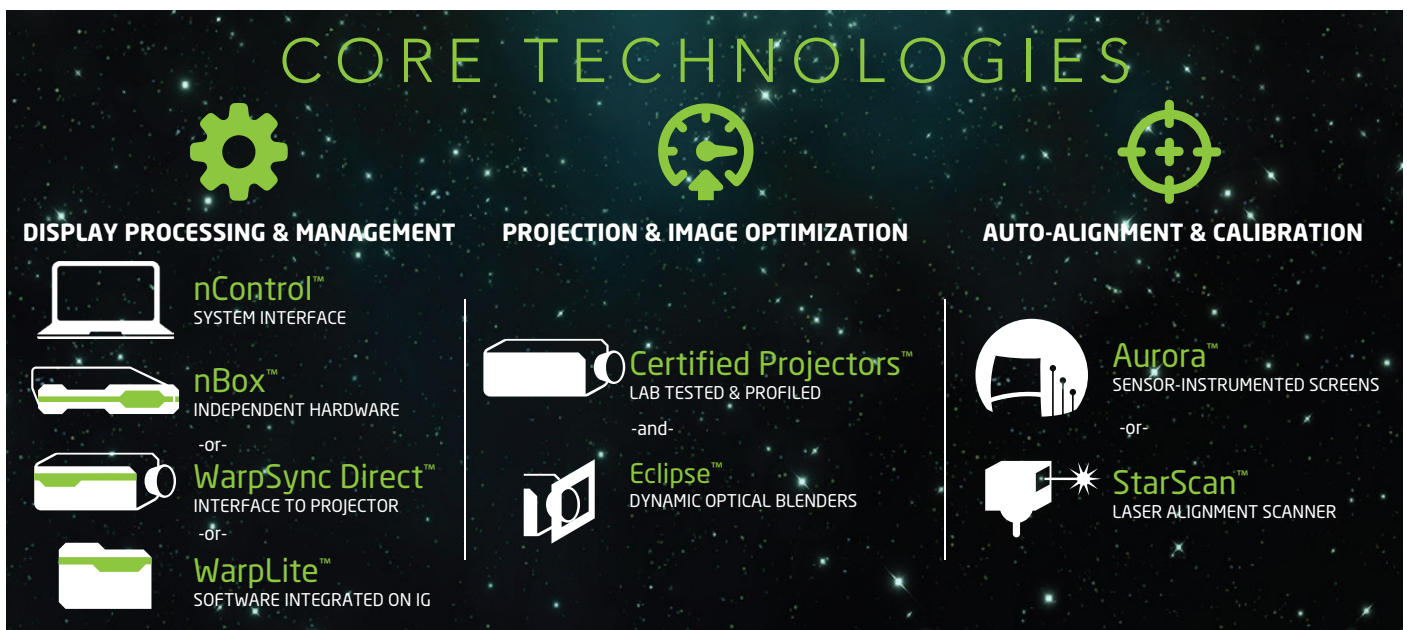 CORE TECHNOLOGIES
DISPLAY PROCESSING & MANAGEMENT
nControl™
SYSTEM INTERFACE
nBox™
INDEPENDENT HARDWARE
-or-
WarpSync Direct™
INTERFACE TO PROJECTOR
-or-
WarpLite™
SOFTWARE INTEGRATED ON IG
PROJECTION & IMAGE OPTIMIZATION
Certified Projectors™
LAB TESTED & PROFILED
-and-
Eclipse™
DYNAMIC OPTICAL BLENDERS
AUTO-ALIGNMENT & CALIBRATION
Aurora™
SENSOR-INSTRUMENTED SCREENS
-or-
StarScan™
LASER ALIGNMENT SCANNER